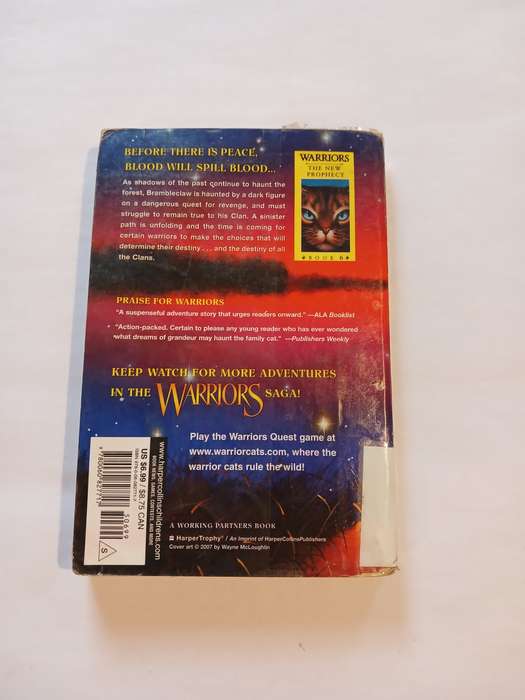 BEFORE THERE IS PEACE,
BLOOD WILL SPILL BLOOD...
As shadows of the past continue to haunt the
forest, Brambleclaw is haunted by a dark figure
on a dangerous quest for revenge, and must
struggle to remain true to his Clan. A sinister
path is unfolding and the time is coming for
certain warriors to make the choices that will
determine their destiny . . . and the destiny of all
the Clans.
WARRIORS
THE NEW
PROPHECY
BOOK 6
PRAISE FOR WARRIORS
"A suspenseful adventure story that urges readers onward." —ALA Booklist
"Action-packed. Certain to please any young reader who has ever wondered
what dreams of grandeur may haunt the family cat." —Publishers Weekly
KEEP WATCH FOR MORE ADVENTURES
IN THE WARRIORS SAGA!
Play the Warriors Quest game at
www.warriorcats.com, where the
warrior cats rule the wild!
www.harpercollinschildrens.com
BOOK NEWS, GAMES, CONTESTS, AND MORE
US $6.99 / $8.75 CAN
50699
S
A WORKING PARTNERS BOOK
HarperTrophy / An Imprint of HarperCollinsPublishers
Cover art © 2007 by Wayne McLoughlin